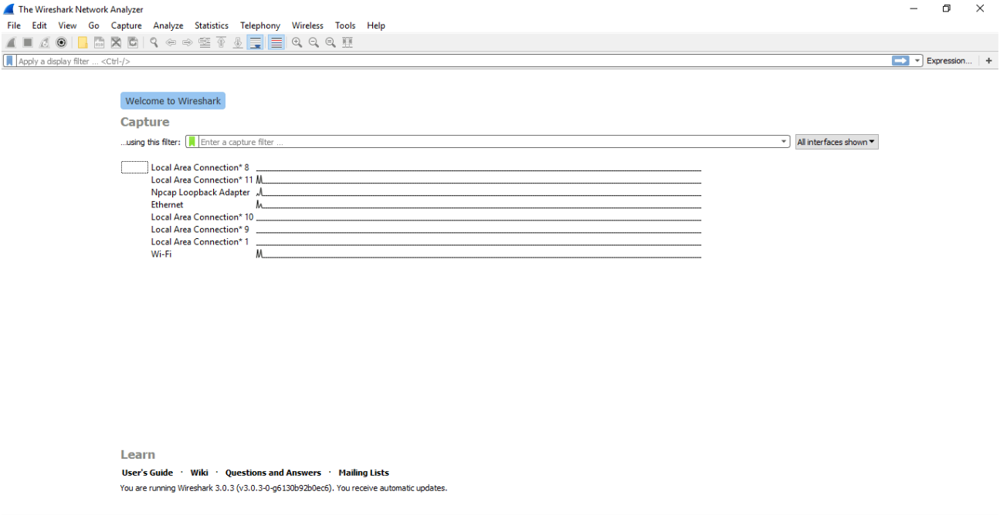 The Wireshark Network Analyzer
File Edit View Go Capture Analyze Statistics Telephony Wireless Tools Help
Apply a display filter ... <Ctrl-/> Expression... +
Welcome to Wireshark
Capture
...using this filter: Enter a capture filter ... All interfaces shown
Local Area Connection* 8
Local Area Connection* 11
Npcap Loopback Adapter
Ethernet
Local Area Connection* 10
Local Area Connection* 9
Local Area Connection* 1
Wi-Fi
Learn
User's Guide · Wiki · Questions and Answers · Mailing Lists
You are running Wireshark 3.0.3 (v3.0.3-0-g6130b92b0ec6). You receive automatic updates.